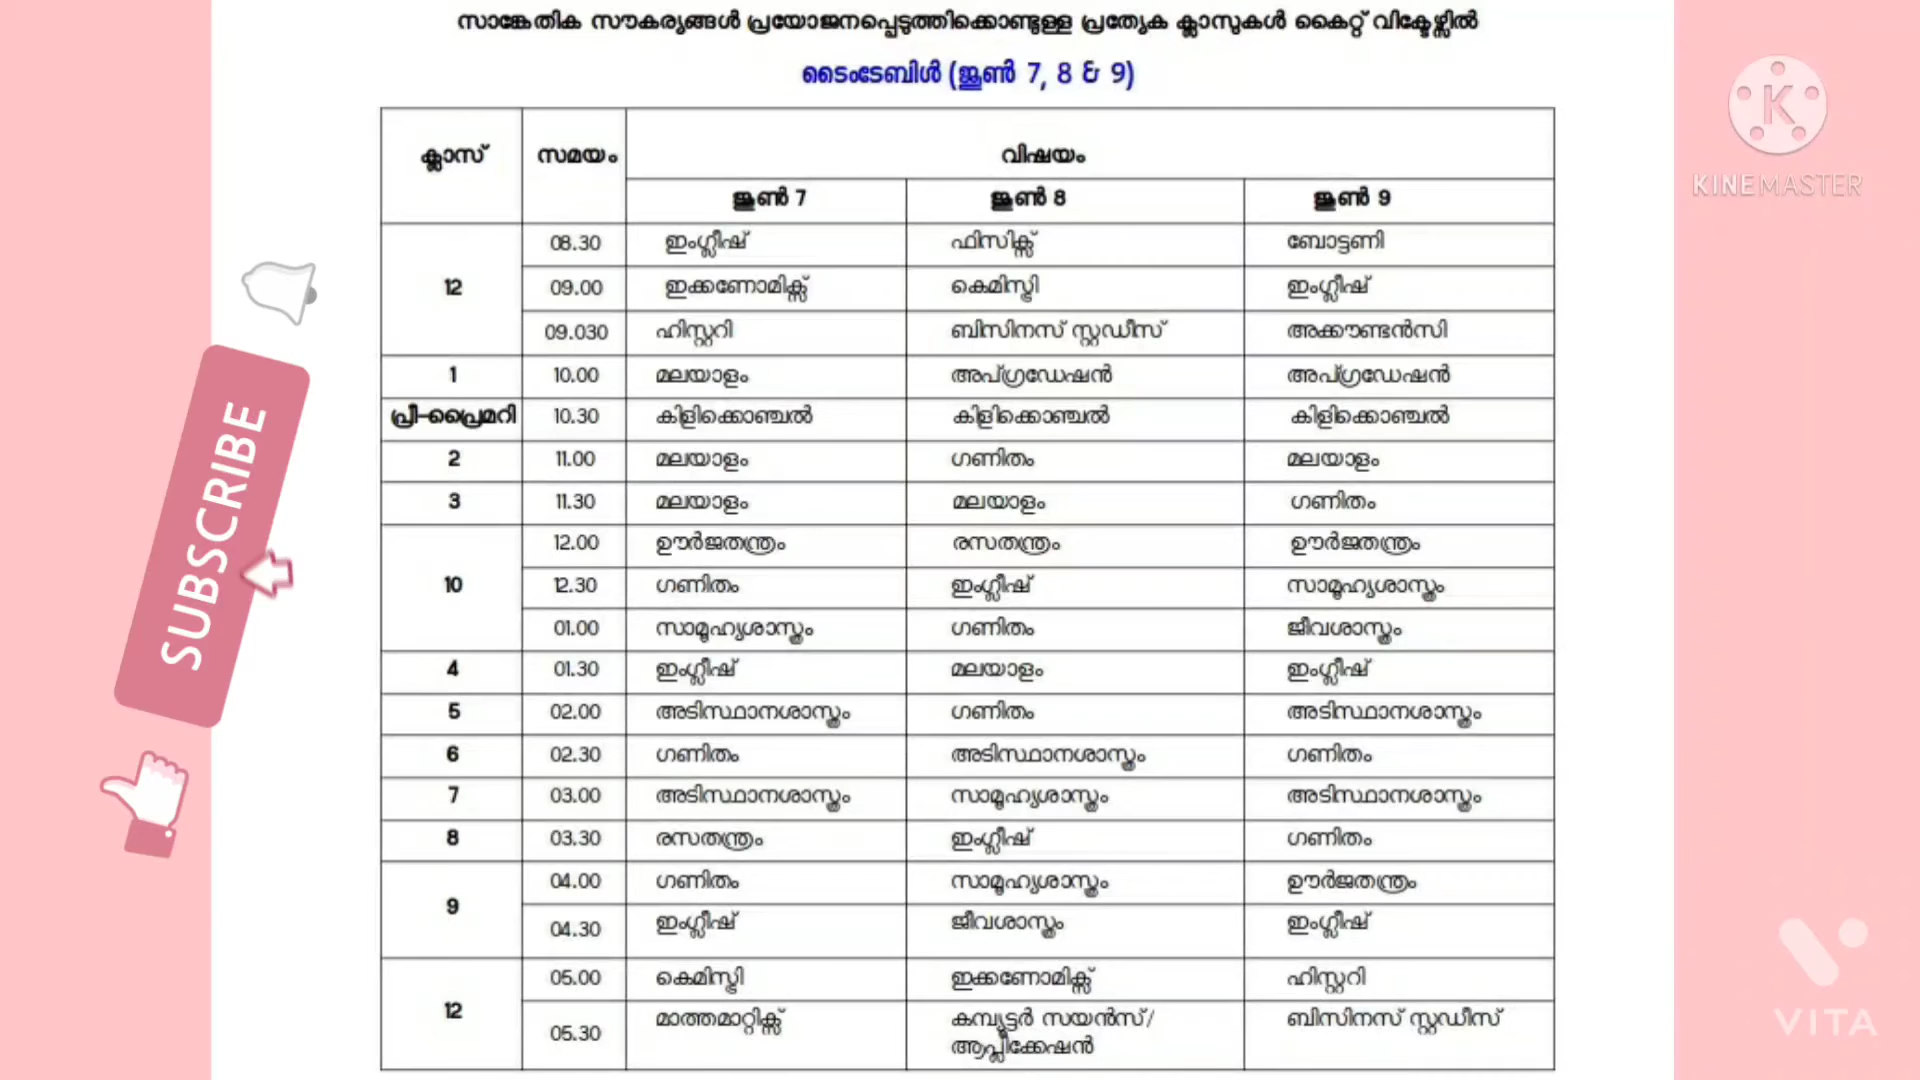 സാങ്കേതിക സൗകര്യങ്ങൾ പ്രയോജനപ്പെടുത്തിക്കൊണ്ടുള്ള പ്രത്യേക ക്ലാസുകൾ കൈറ്റ് വിക്ടേഴ്സിൽ
ടൈംടേബിൾ (ജൂൺ 7, 8 & 9)
ക്ലാസ് സമയം വിഷയം
ജൂൺ 7 ജൂൺ 8 ജൂൺ 9
12 08.30 ഇംഗ്ലീഷ് ഫിസിക്സ് ബോട്ടണി
09.00 ഇക്കണോമിക്സ് കെമിസ്ട്രി ഇംഗ്ലീഷ്
09.030 ഹിസ്റ്ററി ബിസിനസ് സ്റ്റഡീസ് അക്കൗണ്ടൻസി
1 10.00 മലയാളം അപ്ഗ്രഡേഷൻ അപ്ഗ്രഡേഷൻ
പ്രീ-പ്രൈമറി 10.30 കിളിക്കൊഞ്ചൽ കിളിക്കൊഞ്ചൽ കിളിക്കൊഞ്ചൽ
2 11.00 മലയാളം ഗണിതം മലയാളം
3 11.30 മലയാളം മലയാളം ഗണിതം
10 12.00 ഊർജതന്ത്രം രസതന്ത്രം ഊർജതന്ത്രം
12.30 ഗണിതം ഇംഗ്ലീഷ് സാമൂഹ്യശാസ്ത്രം
01.00 സാമൂഹ്യശാസ്ത്രം ഗണിതം ജീവശാസ്ത്രം
4 01.30 ഇംഗ്ലീഷ് മലയാളം ഇംഗ്ലീഷ്
5 02.00 അടിസ്ഥാനശാസ്ത്രം ഗണിതം അടിസ്ഥാനശാസ്ത്രം
6 02.30 ഗണിതം അടിസ്ഥാനശാസ്ത്രം ഗണിതം
7 03.00 അടിസ്ഥാനശാസ്ത്രം സാമൂഹ്യശാസ്ത്രം അടിസ്ഥാനശാസ്ത്രം
8 03.30 രസതന്ത്രം ഇംഗ്ലീഷ് ഗണിതം
9 04.00 ഗണിതം സാമൂഹ്യശാസ്ത്രം ഊർജതന്ത്രം
04.30 ഇംഗ്ലീഷ് ജീവശാസ്ത്രം ഇംഗ്ലീഷ്
12 05.00 കെമിസ്ട്രി ഇക്കണോമിക്സ് ഹിസ്റ്ററി
05.30 മാത്തമാറ്റിക്സ് കമ്പ്യൂട്ടർ സയൻസ്/ ബിസിനസ് സ്റ്റഡീസ്
ആപ്ലിക്കേഷൻ
SUBSCRIBE
K
KINEMASTER
VITA